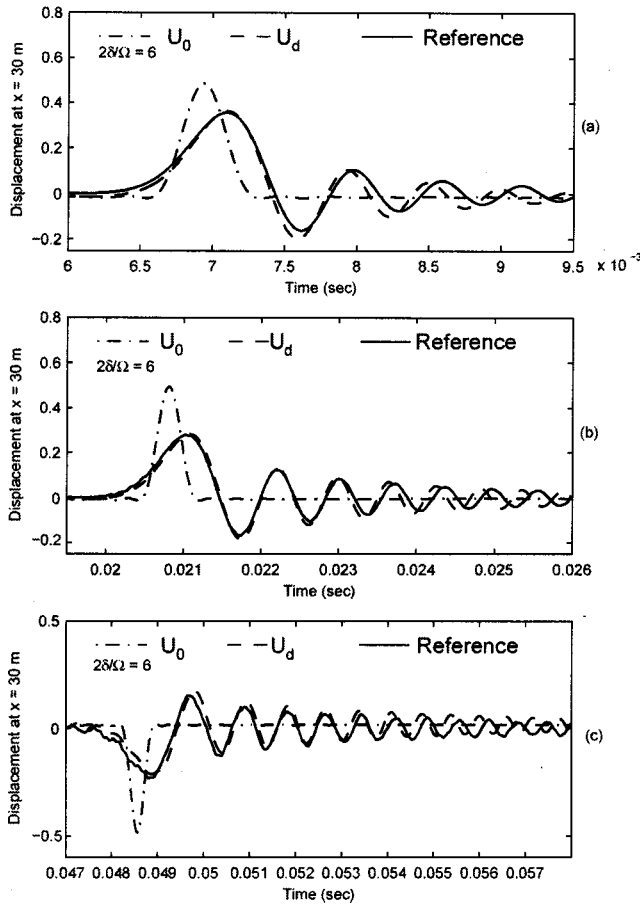 0.8
U₀ U_d Reference
2δ/Ω = 6
0.6
0.4
0.2
0
−0.2
Displacement at x = 30 m
(a)
6 6.5 7 7.5 8 8.5 9 9.5
x 10⁻³
Time (sec)
0.8
U₀ U_d Reference
2δ/Ω = 6
0.6
0.4
0.2
0
−0.2
Displacement at x = 30 m
(b)
0.02 0.021 0.022 0.023 0.024 0.025 0.026
Time (sec)
0.5
U₀ U_d Reference
2δ/Ω = 6
0
−0.5
Displacement at x = 30 m
(c)
0.047 0.048 0.049 0.05 0.051 0.052 0.053 0.054 0.055 0.056 0.057
Time (sec)